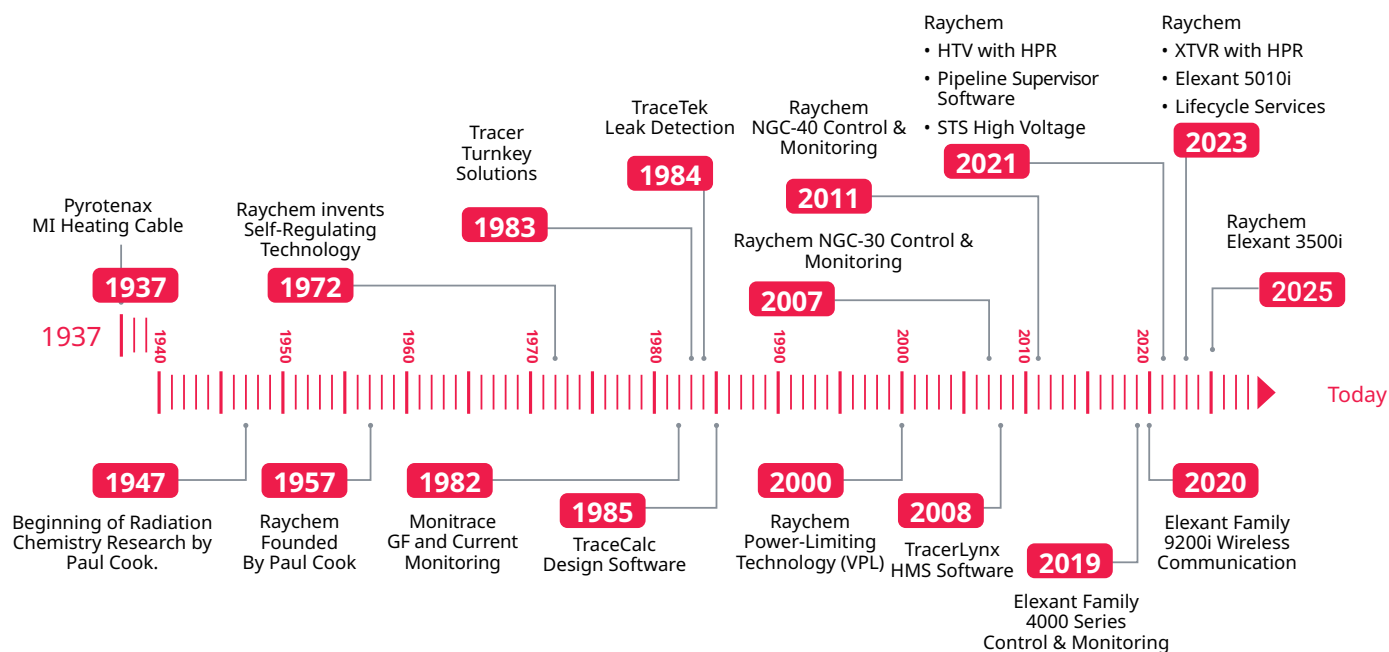 Pyrotenax
MI Heating Cable
1937
1937
Raychem invents
Self-Regulating
Technology
1972
Tracer
Turnkey
Solutions
1983
TraceTek
Leak Detection
1984
Raychem
NGC-40 Control &
Monitoring
2011
Raychem NGC-30 Control &
Monitoring
2007
Raychem
• HTV with HPR
• Pipeline Supervisor
Software
• STS High Voltage
2021
Raychem
• XTVR with HPR
• Elexant 5010i
• Lifecycle Services
2023
Raychem
Elexant 3500i
2025
1940
1950
1960
1970
1980
1990
2000
2010
2020
Today
1947
Beginning of Radiation
Chemistry Research by
Paul Cook.
1957
Raychem
Founded
By Paul Cook
1982
Monitrace
GF and Current
Monitoring
1985
TraceCalc
Design Software
2000
Raychem
Power-Limiting
Technology (VPL)
2008
TracerLynx
HMS Software
2019
Elexant Family
4000 Series
Control & Monitoring
2020
Elexant Family
9200i Wireless
Communication